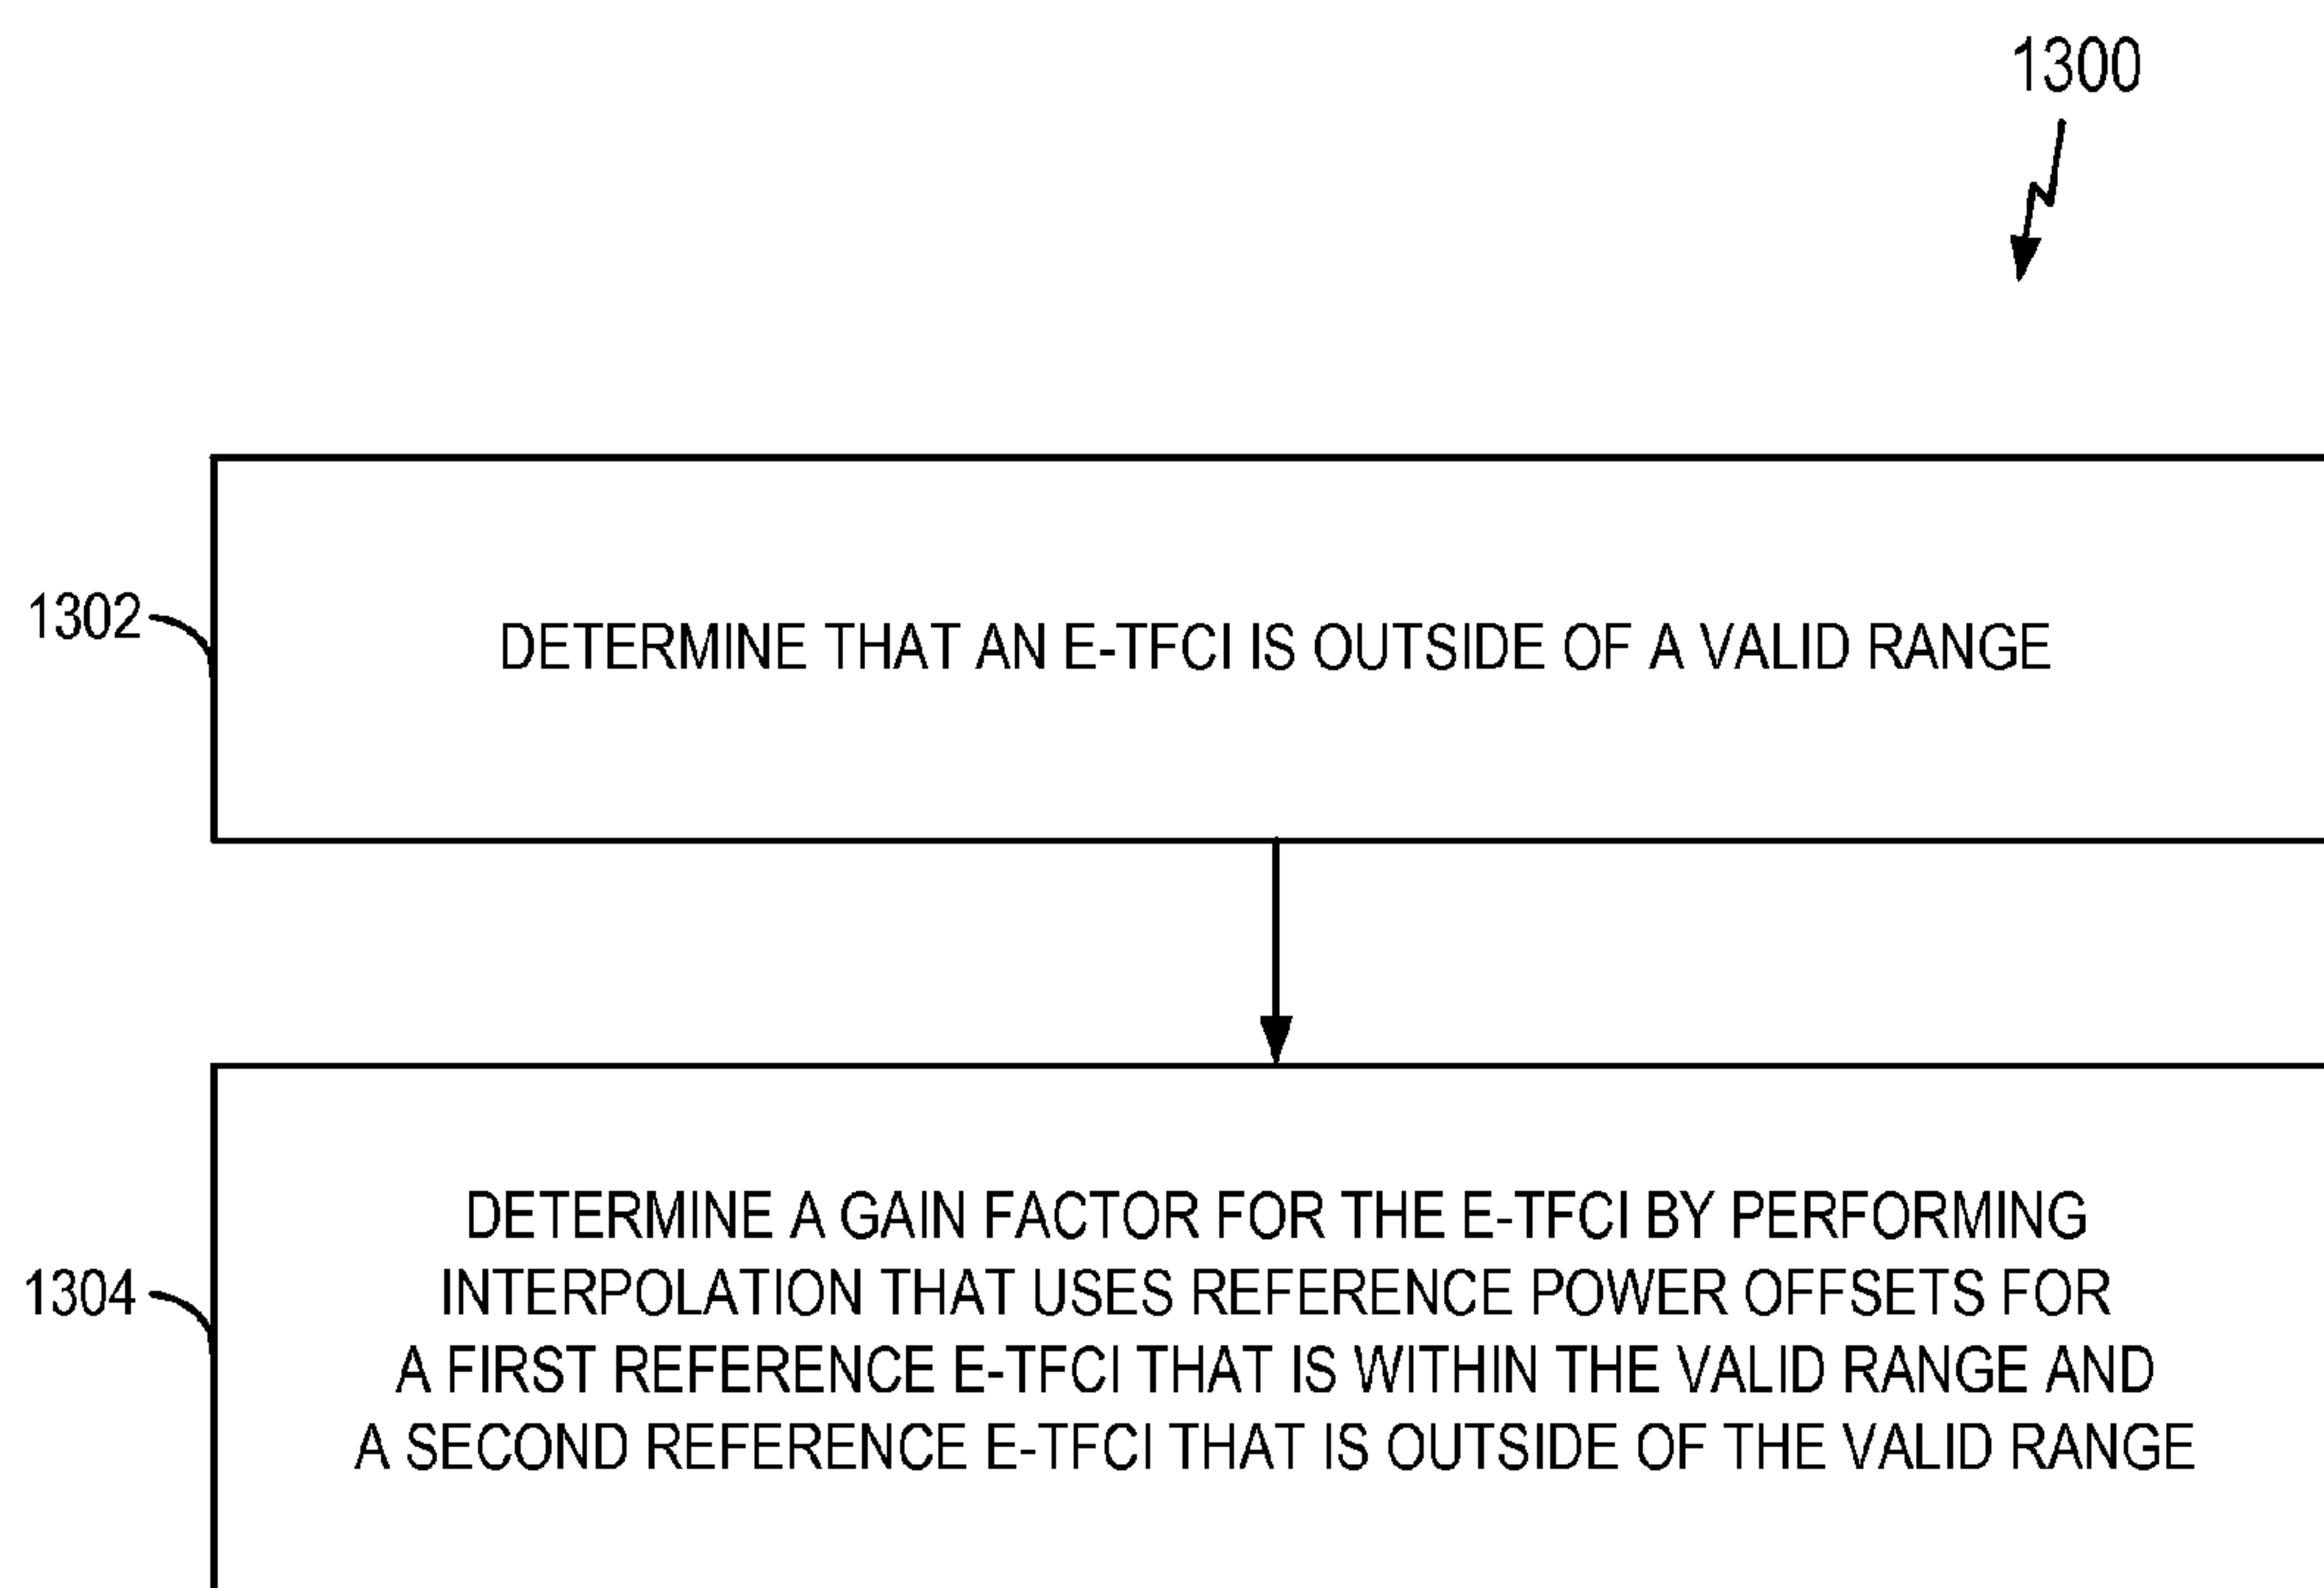 1300
1302
DETERMINE THAT AN E-TFCI IS OUTSIDE OF A VALID RANGE
DETERMINE A GAIN FACTOR FOR THE E-TFCI BY PERFORMING
INTERPOLATION THAT USES REFERENCE POWER OFFSETS FOR
1304
A FIRST REFERENCE E-TFCI THAT IS WITHIN THE VALID RANGE AND
A SECOND REFERENCE E-TFCI THAT IS OUTSIDE OF THE VALID RANGE